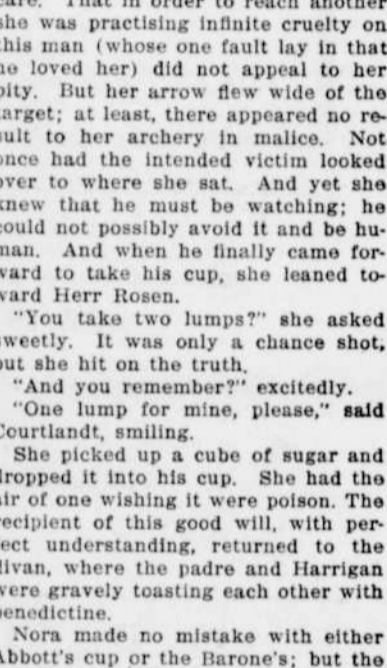 care. That in order to reach another
she was practising infinite cruelty on
this man (whose one fault lay in that
he loved her) did not appeal to her
pity. But her arrow flew wide of the
target; at least, there appeared no re-
sult to her archery in malice. Not
once had the intended victim looked
over to where she sat. And yet she
knew that he must be watching; he
could not possibly avoid it and be hu-
man. And when he finally came for-
ward to take his cup, she leaned to-
ward Herr Rosen.
"You take two lumps?" she asked
sweetly. It was only a chance shot,
but she hit on the truth.
"And you remember?" excitedly.
"One lump for mine, please," said
Courtlandt, smiling.
She picked up a cube of sugar and
dropped it into his cup. She had the
air of one wishing it were poison. The
recipient of this good will, with per-
fect understanding, returned to the
divan, where the padre and Harrigan
were gravely toasting each other with
benedictine.
Nora made no mistake with either
Abbott's cup or the Barone's; but the